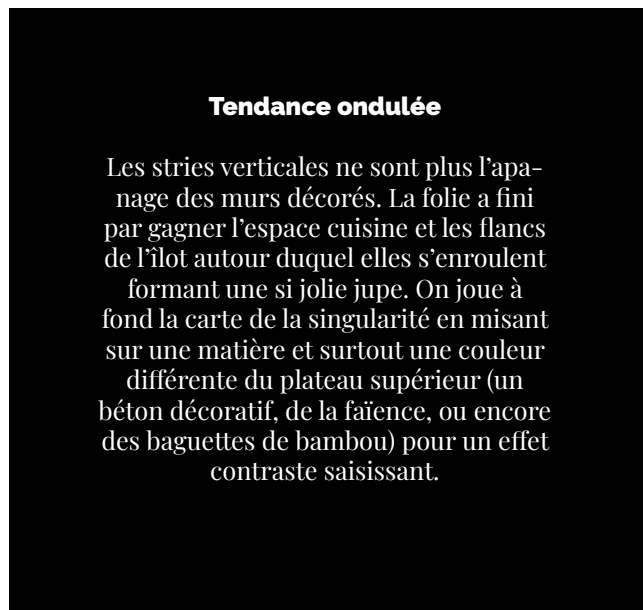 Tendance ondulée
Les stries verticales ne sont plus l’apa-
nage des murs décorés. La folie a fini
par gagner l’espace cuisine et les flancs
de l’îlot autour duquel elles s’enroulent
formant une si jolie jupe. On joue à
fond la carte de la singularité en misant
sur une matière et surtout une couleur
différente du plateau supérieur (un
béton décoratif, de la faïence, ou encore
des baguettes de bambou) pour un effet
contraste saisissant.